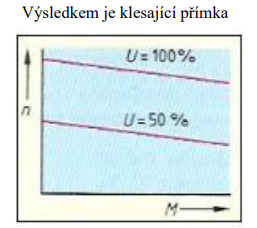 Výsledkem je klesající přímka
U = 100%
n
U = 50 %
M